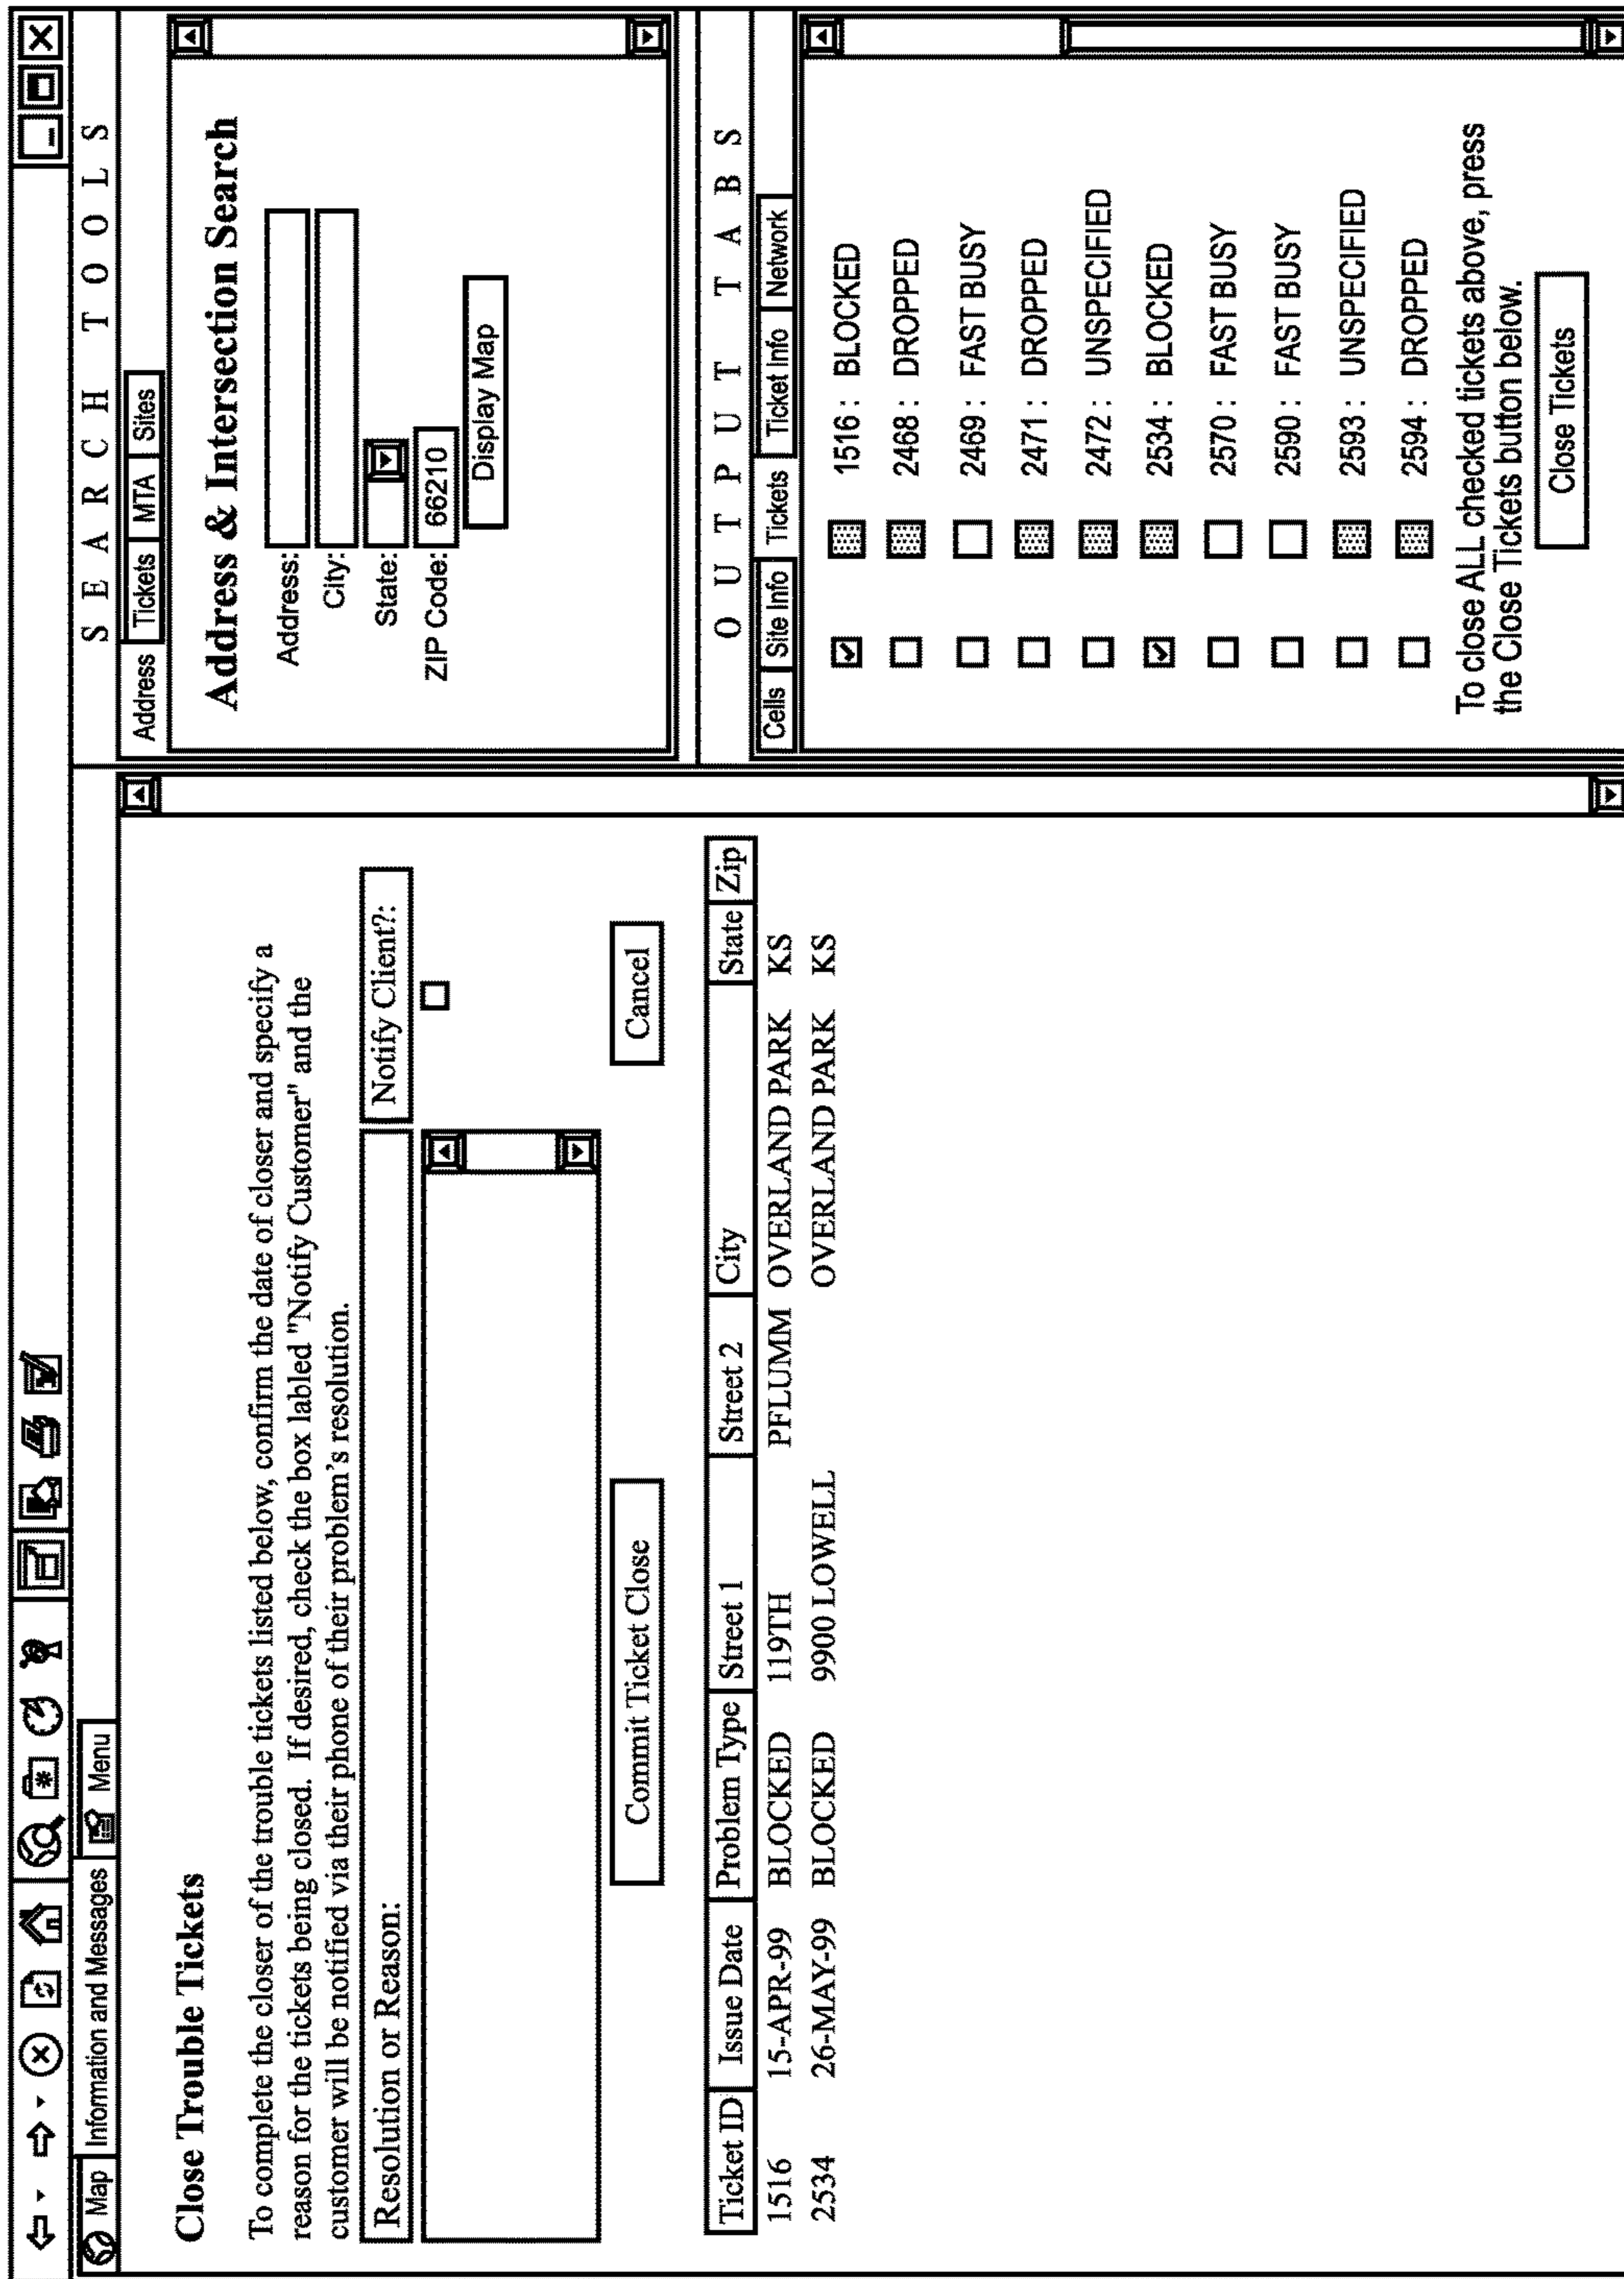 Map
Information and Messages
Menu
Close Trouble Tickets
To complete the closer of the trouble tickets listed below, confirm the date of closer and specify a
reason for the tickets being closed. If desired, check the box labled "Notify Customer" and the
customer will be notified via their phone of their problem's resolution.
Resolution or Reason:
Notify Client?:
Commit Ticket Close
Cancel
Ticket ID Issue Date Problem Type Street 1 Street 2 City State Zip
1516 15-APR-99 BLOCKED 119TH PFLUMM OVERLAND PARK KS
2534 26-MAY-99 BLOCKED 9900 LOWELL OVERLAND PARK KS
SEARCH TOOLS
Address Tickets MTA Sites
Address & Intersection Search
Address:
City:
State:
ZIP Code: 66210
Display Map
OUTPUT TABS
Cells Site Info Tickets Ticket Info Network
1516 : BLOCKED
2468 : DROPPED
2469 : FAST BUSY
2471 : DROPPED
2472 : UNSPECIFIED
2534 : BLOCKED
2570 : FAST BUSY
2590 : FAST BUSY
2593 : UNSPECIFIED
2594 : DROPPED
To close ALL checked tickets above, press
the Close Tickets button below.
Close Tickets